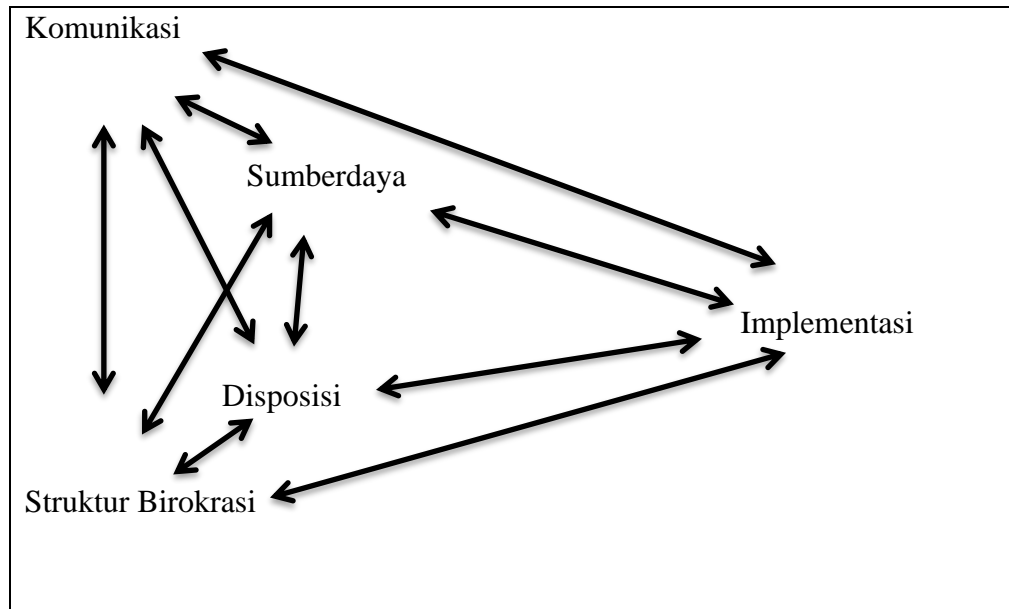 Komunikasi
Sumberdaya
Implementasi
Disposisi
Struktur Birokrasi